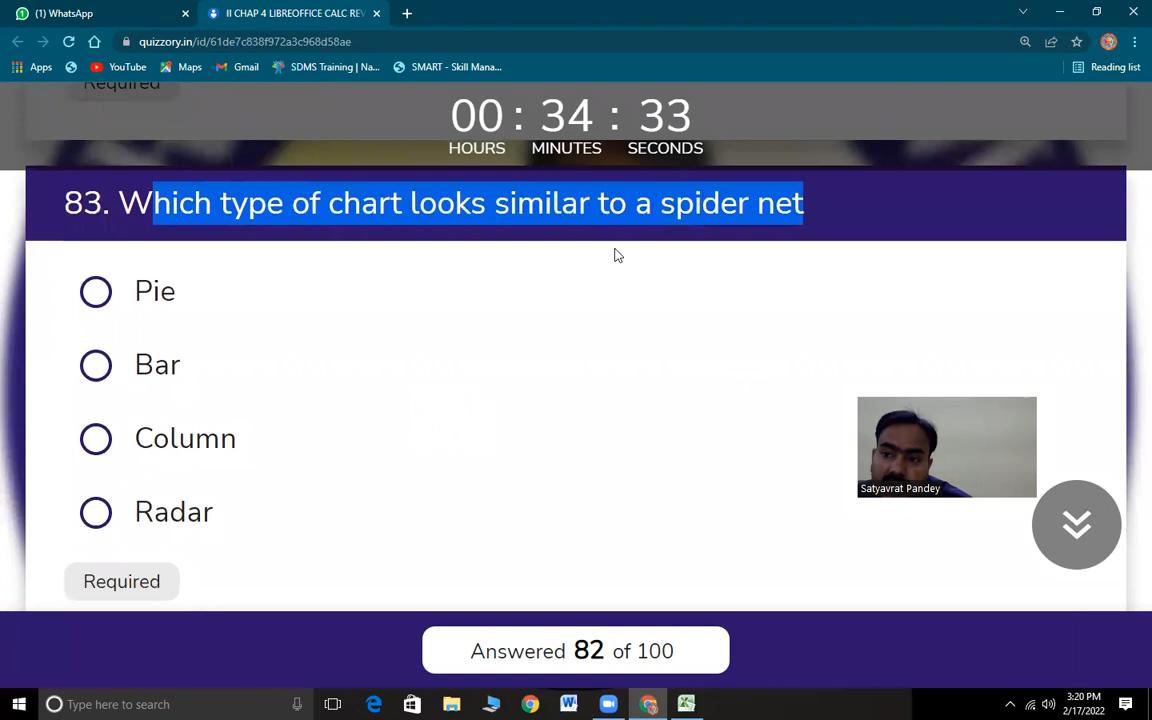 (1) WhatsApp
II CHAP 4 LIBREOFFICE CALC REV
quizzory.in/id/61de7c838f972a3c968d58ae
Apps
YouTube
Maps
Gmail
SDMS Training | Na...
SMART - Skill Mana...
Reading list
Required
00 : 34 : 33
HOURS MINUTES SECONDS
83. Which type of chart looks similar to a spider net
Pie
Bar
Column
Radar
Satyavrat Pandey
Required
Answered 82 of 100
Type here to search
3:20 PM
2/17/2022